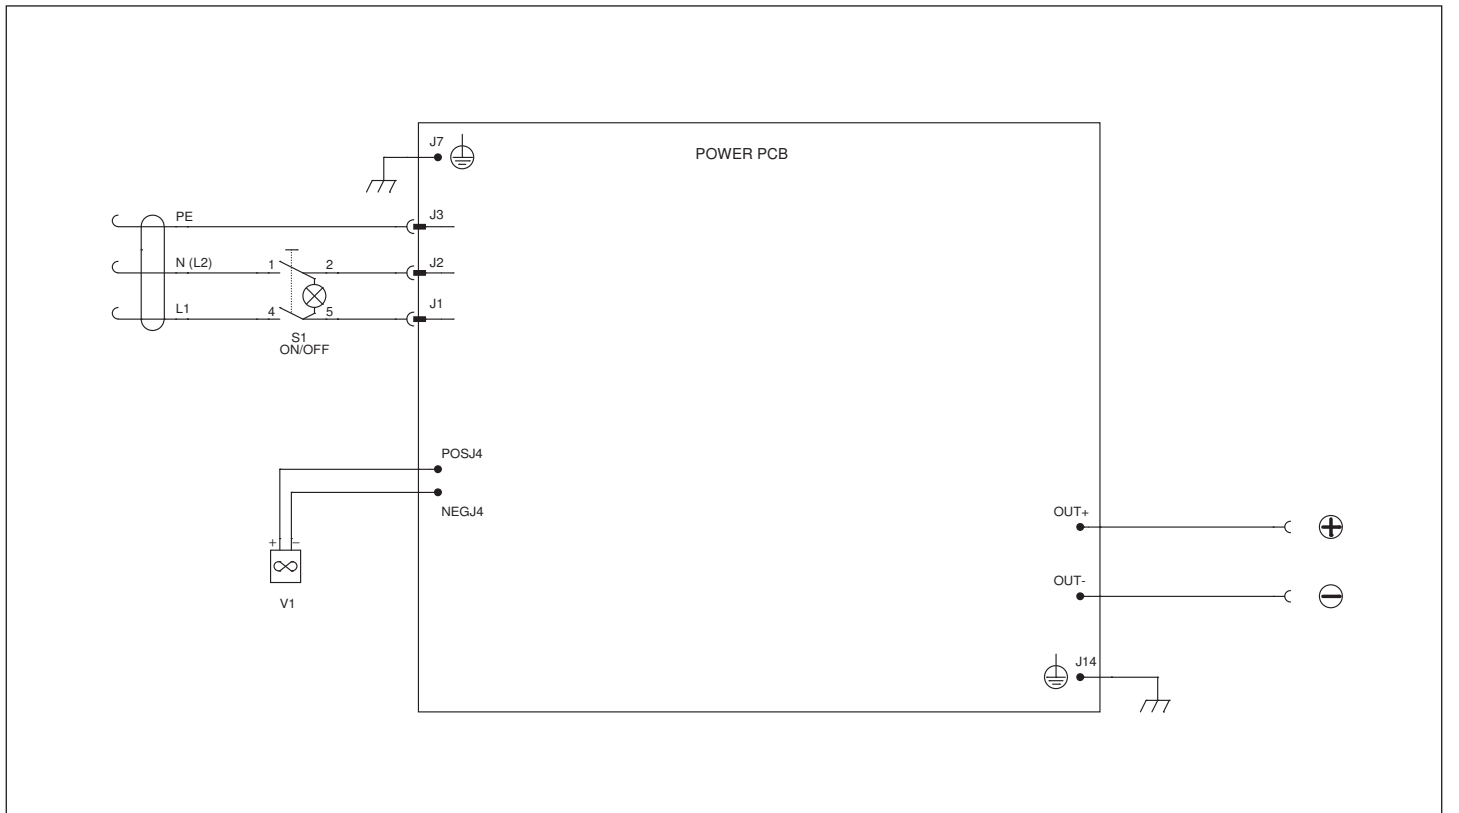 J7
POWER PCB
PE
J3
N (L2)
1
2
J2
L1
4
5
J1
S1
ON/OFF
POSJ4
NEGJ4
+
–
V1
OUT+
OUT-
J14